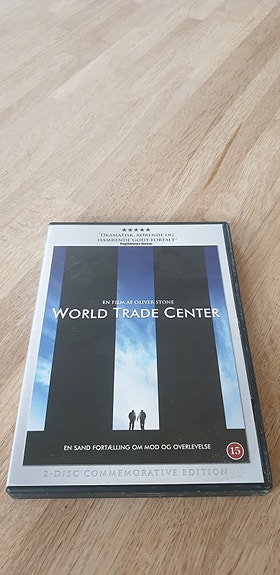 ★★★★★
"DRAMATISK, RØRENDE OG
HAMRENDE GODT FORTALT"
EN FILM AF OLIVER STONE
WORLD TRADE CENTER
EN SAND FORTÆLLING OM MOD OG OVERLEVELSE
15
2-DISC COMMEMORATIVE EDITION